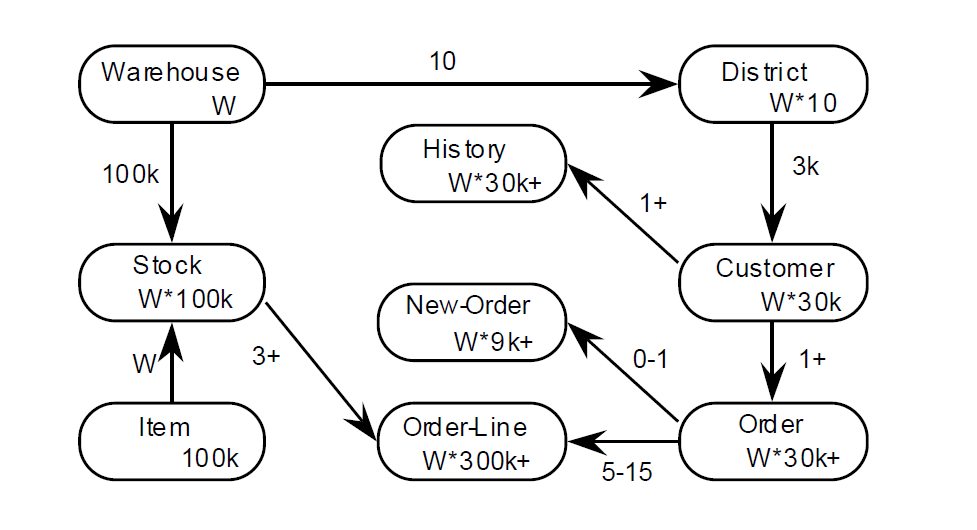 Warehouse
W
10
District
W*10
100k
History
W*30k+
3k
1+
Stock
W*100k
Customer
W*30k
New-Order
W*9k+
W
3+
0-1
1+
Item
100k
Order-Line
W*300k+
5-15
Order
W*30k+